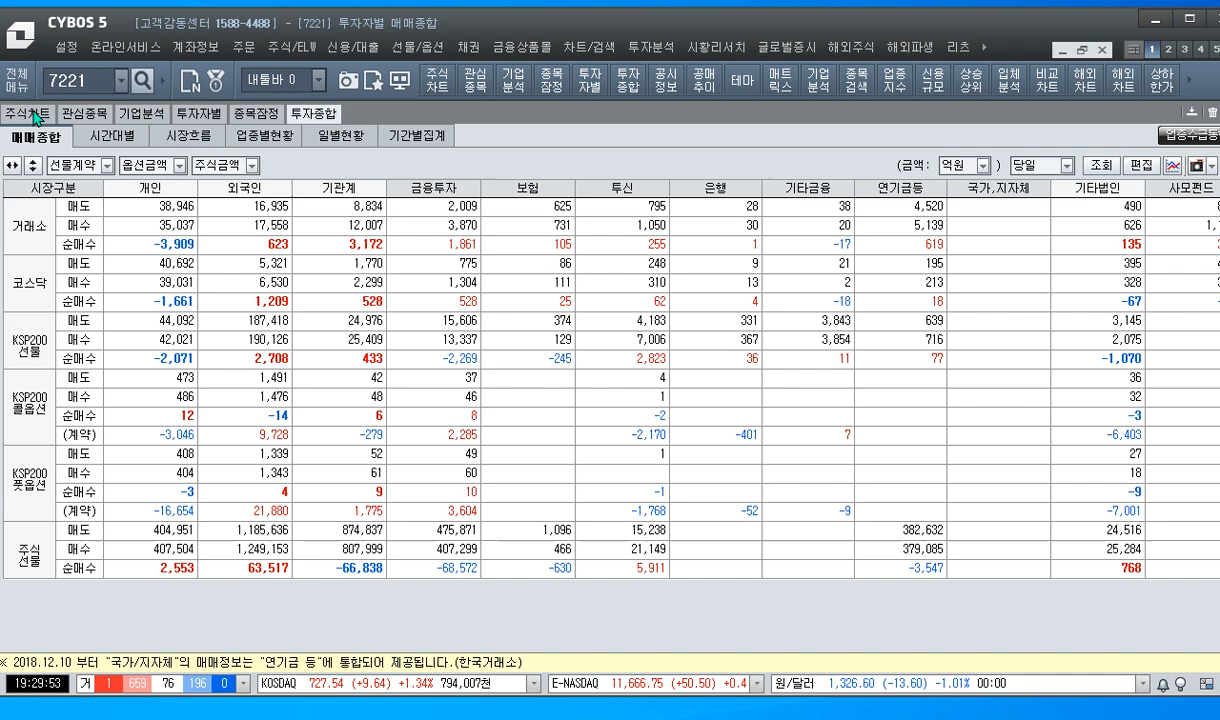 CYBOS 5 [고객감동센터 1588-4488] - [7221] 투자자별 매매종합
설정 온라인서비스 계좌정보 주문 주식/ELW 신용/대출 선물/옵션 채권 금융상품몰 차트/검색 투자분석 시황리서치 글로벌증시 해외주식 해외파생 리츠 1 2 3 4 5
전체메뉴 7221 내툴바 0 주식차트 관심종목 기업분석 종목잠정 투자자별 투자종합 공시정보 공매추이 테마 매트릭스 기업분석 종목검색 업종지수 신용규모 상승상위 입체분석 비교차트 해외차트 해외차트 상하한가
주식차트 관심종목 기업분석 투자자별 종목잠정 투자종합
매매종합 시간대별 시장흐름 업종별현황 일별현황 기간별집계 업종수급동
선물계약 옵션금액 주식금액 (금액: 억원 ) 당일 조회 편집
시장구분 개인 외국인 기관계 금융투자 보험 투신 은행 기타금융 연기금등 국가,지자체 기타법인 사모펀드
거래소 매도 38,946 16,935 8,834 2,009 625 795 28 38 4,520 490
매수 35,037 17,558 12,007 3,870 731 1,050 30 20 5,139 626
순매수 -3,909 623 3,172 1,861 105 255 1 -17 619 135
코스닥 매도 40,692 5,321 1,770 775 86 248 9 21 195 395
매수 39,031 6,530 2,299 1,304 111 310 13 2 213 328
순매수 -1,661 1,209 528 528 25 62 4 -18 18 -67
KSP200 선물 매도 44,092 187,418 24,976 15,606 374 4,183 331 3,843 639 3,145
매수 42,021 190,126 25,409 13,337 129 7,006 367 3,854 716 2,075
순매수 -2,071 2,708 433 -2,269 -245 2,823 36 11 77 -1,070
KSP200 콜옵션 매도 473 1,491 42 37 4 36
매수 486 1,476 48 46 1 32
순매수 12 -14 6 8 -2 -3
(계약) -3,046 9,728 -279 2,285 -2,170 -401 7 -6,403
KSP200 풋옵션 매도 408 1,339 52 49 1 27
매수 404 1,343 61 60 18
순매수 -3 4 9 10 -1 -9
(계약) -16,654 21,880 1,775 3,604 -1,768 -52 -9 -7,001
주식 선물 매도 404,951 1,185,636 874,837 475,871 1,096 15,238 382,632 24,516
매수 407,504 1,249,153 807,999 407,299 466 21,149 379,085 25,284
순매수 2,553 63,517 -66,838 -68,572 -630 5,911 -3,547 768
※ 2018.12.10 부터 "국가/지자체"의 매매정보는 "연기금 등"에 통합되어 제공됩니다.(한국거래소)
19:29:53 거 1 659 76 196 0 KOSDAQ 727.54 (+9.64) +1.34% 794,007천 E-NASDAQ 11,666.75 (+50.50) +0.4 원/달러 1,326.60 (-13.60) -1.01% 00:00